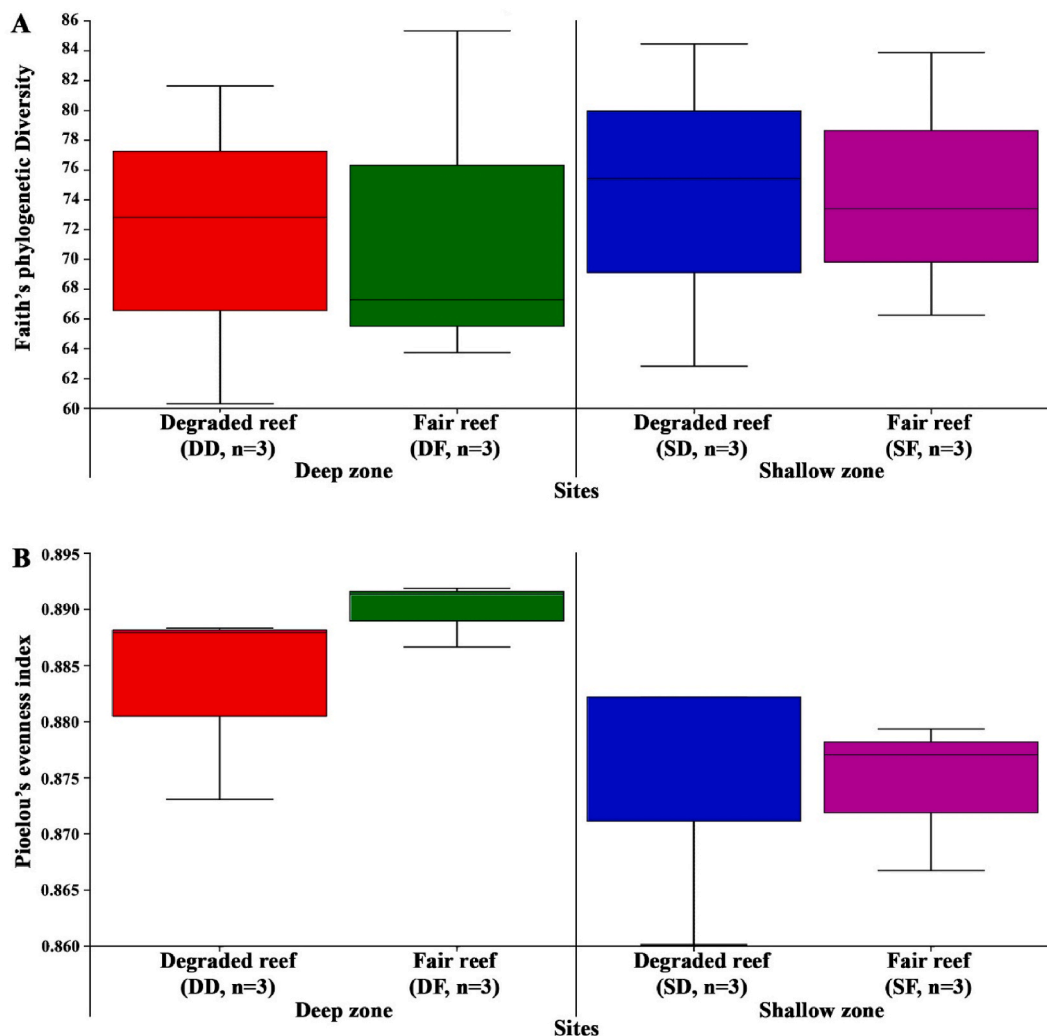 A
Faith's phylogenetic Diversity
86
84
82
80
78
76
74
72
70
68
66
64
62
60
Degraded reef Fair reef Degraded reef Fair reef
(DD, n=3) (DF, n=3) (SD, n=3) (SF, n=3)
Deep zone Shallow zone
Sites
B
Pioelou's evenness index
0.895
0.890
0.885
0.880
0.875
0.870
0.865
0.860
Degraded reef Fair reef Degraded reef Fair reef
(DD, n=3) (DF, n=3) (SD, n=3) (SF, n=3)
Deep zone Shallow zone
Sites